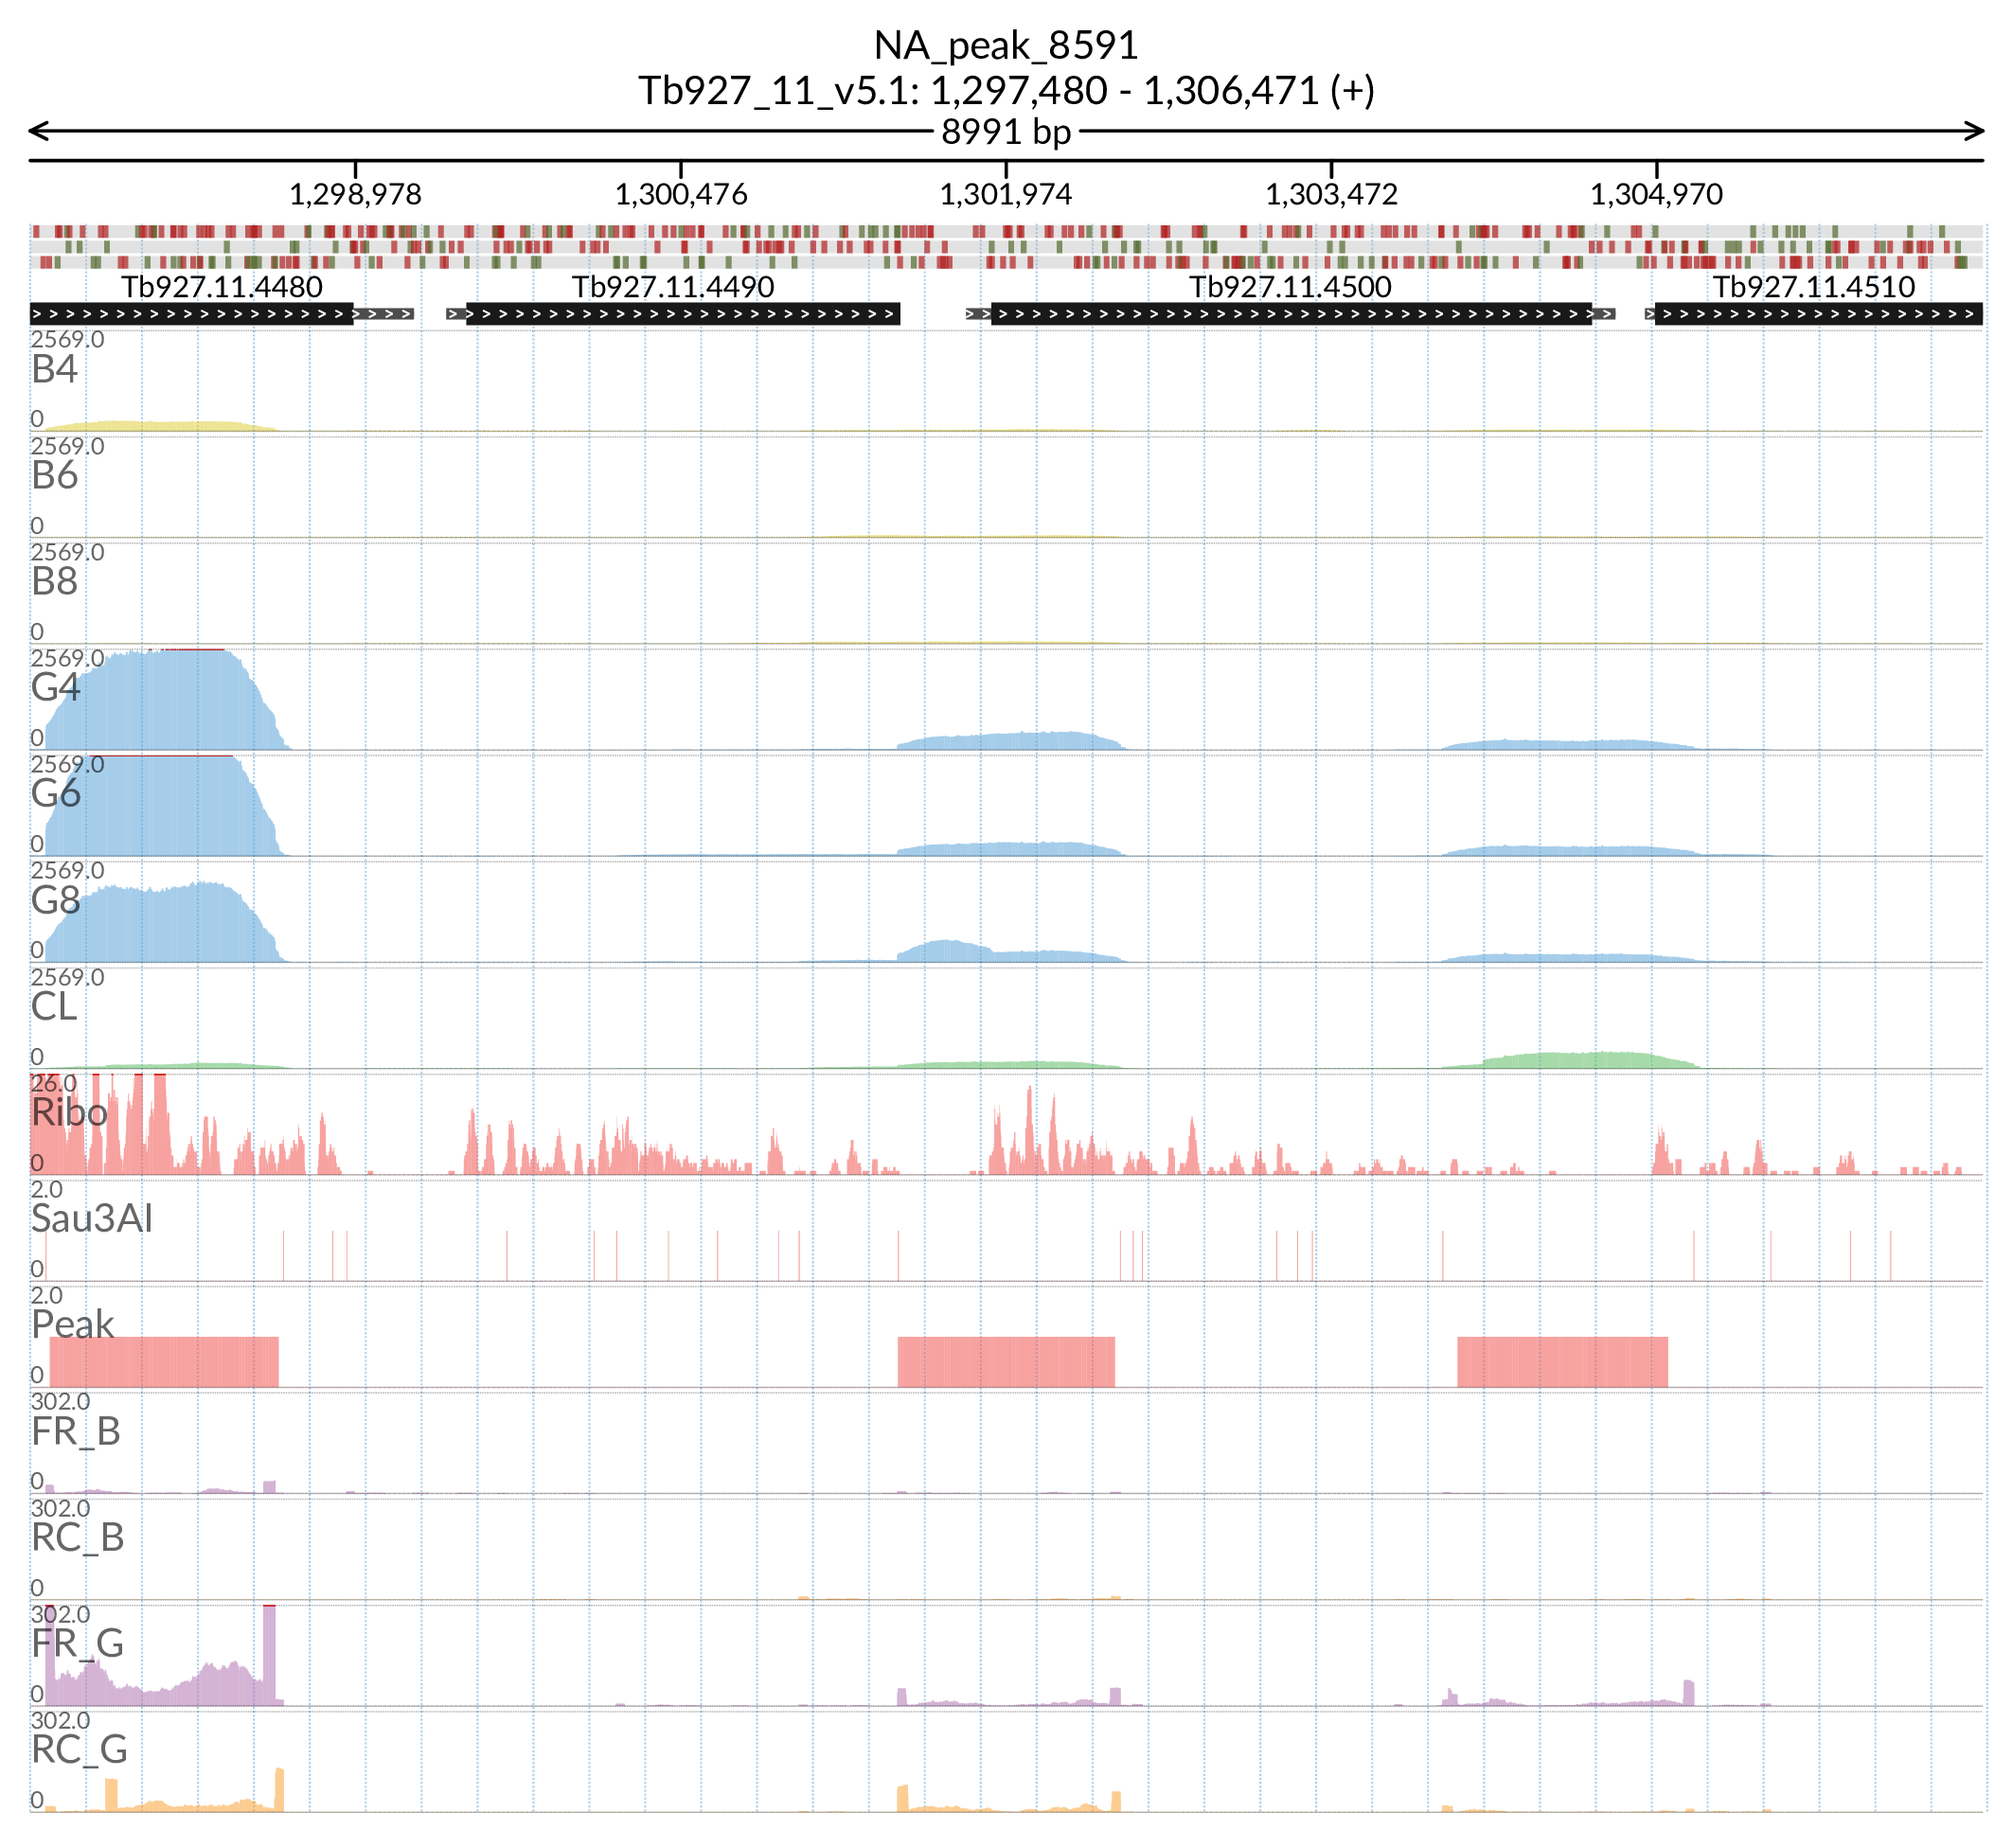 NA_peak_8591
Tb927_11_v5.1: 1,297,480 - 1,306,471 (+)
8991 bp
1,298,978 1,300,476 1,301,974 1,303,472 1,304,970
Tb927.11.4480 Tb927.11.4490 Tb927.11.4500 Tb927.11.4510
2569.0
B4
0
2569.0
B6
0
2569.0
B8
0
2569.0
G4
0
2569.0
G6
0
2569.0
G8
0
2569.0
CL
0
26.0
Ribo
0
2.0
Sau3AI
0
2.0
Peak
0
302.0
FR_B
0
302.0
RC_B
0
302.0
FR_G
0
302.0
RC_G
0